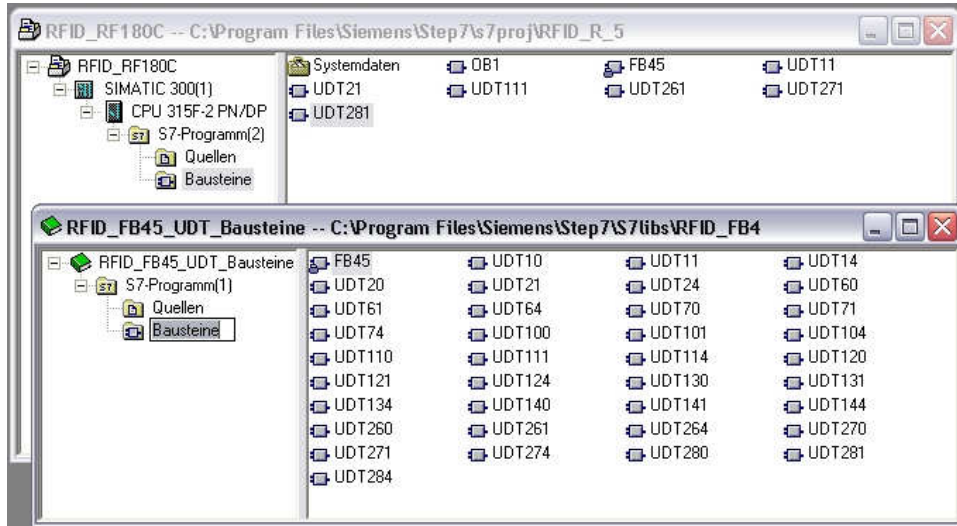 RFID_RF180C -- C:\Program Files\Siemens\Step7\s7proj\RFID_R_5
RFID_RF180C
SIMATIC 300(1)
CPU 315F-2 PN/DP
S7-Programm(2)
Quellen
Bausteine
Systemdaten OB1 FB45 UDT11
UDT21 UDT111 UDT261 UDT271
UDT281
RFID_FB45_UDT_Bausteine -- C:\Program Files\Siemens\Step7\S7libs\RFID_FB4
RFID_FB45_UDT_Bausteine
S7-Programm(1)
Quellen
Bausteine
FB45 UDT10 UDT11 UDT14
UDT20 UDT21 UDT24 UDT60
UDT61 UDT64 UDT70 UDT71
UDT74 UDT100 UDT101 UDT104
UDT110 UDT111 UDT114 UDT120
UDT121 UDT124 UDT130 UDT131
UDT134 UDT140 UDT141 UDT144
UDT260 UDT261 UDT264 UDT270
UDT271 UDT274 UDT280 UDT281
UDT284